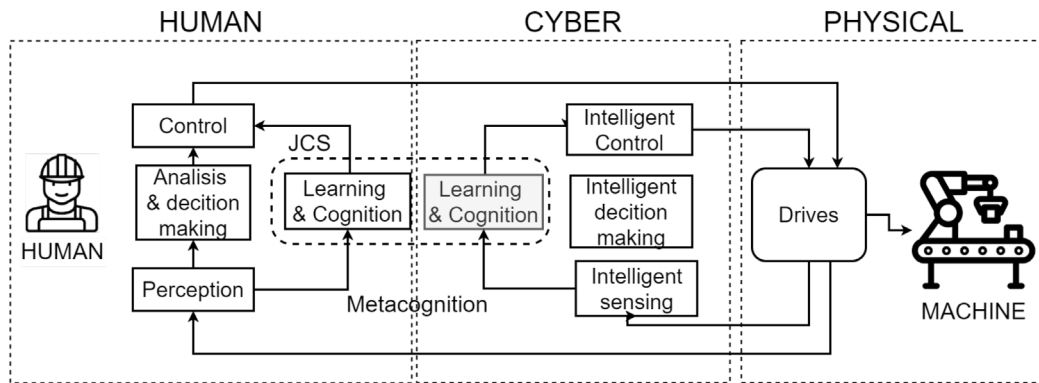 HUMAN
CYBER
PHYSICAL
Control
JCS
Analisis
& decition
making
Learning
& Cognition
Perception
HUMAN
Metacognition
Learning
& Cognition
Intelligent
Control
Intelligent
decition
making
Intelligent
sensing
Drives
MACHINE